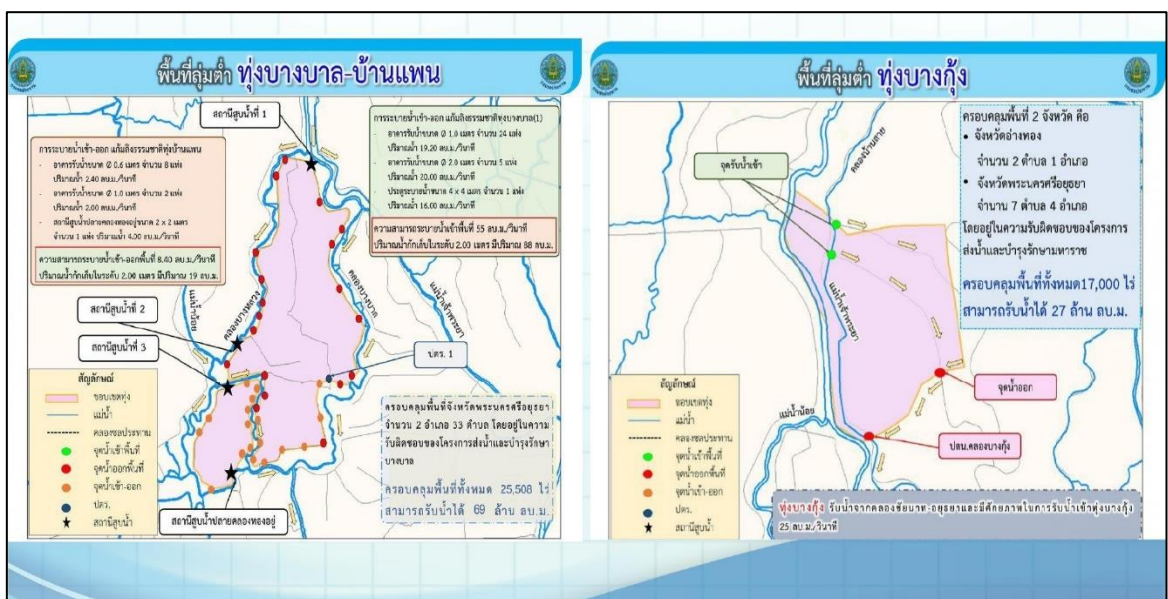 พื้นที่ลุ่มต่ำ ทุ่งบางบาล-บ้านแพน
สถานีสูบน้ำที่ 1
การระบายน้ำเข้า-ออก แก้มลิงธรรมชาติทุ่งบ้านแพน
- อาคารรับน้ำขนาด Ø 0.6 เมตร จำนวน 8 แห่ง
ปริมาณ 2.40 ลบ.ม./วินาที
- อาคารรับน้ำขนาด Ø 1.0 เมตร จำนวน 2 แห่ง
ปริมาณ 2.00 ลบ.ม./วินาที
- สถานีสูบน้ำปลายคลองทองอยู่ขนาด 2 x 2 เมตร
จำนวน 1 แห่ง ปริมาณ 4.00 ลบ.ม./วินาที
ความสามารถระบายน้ำเข้า-ออกพื้นที่ 8.40 ลบ.ม./วินาที
ปริมาณน้ำกักเก็บในระดับ 2.00 เมตร มีปริมาณ 19 ลบ.ม.
การระบายน้ำเข้า-ออก แก้มลิงธรรมชาติทุ่งบางบาล(1)
- อาคารรับน้ำขนาด Ø 1.0 เมตร จำนวน 24 แห่ง
ปริมาณ 19.20 ลบ.ม./วินาที
- อาคารรับน้ำขนาด Ø 2.0 เมตร จำนวน 5 แห่ง
ปริมาณ 20.00 ลบ.ม./วินาที
- ประตูระบายน้ำขนาด 4 x 4 เมตร จำนวน 1 แห่ง
ปริมาณ 16.00 ลบ.ม./วินาที
ความสามารถระบายน้ำเข้าพื้นที่ 55 ลบ.ม./วินาที
ปริมาณน้ำกักเก็บในระดับ 2.00 เมตร มีปริมาณ 88 ลบ.ม.
แม่น้ำน้อย
คลองบางหลวง
คลองบางบาล
แม่น้ำเจ้าพระยา
สถานีสูบน้ำที่ 2
สถานีสูบน้ำที่ 3
ปตร. 1
สัญลักษณ์
ขอบเขตทุ่ง
แม่น้ำ
คลองชลประทาน
จุดน้ำเข้าพื้นที่
จุดน้ำออกพื้นที่
จุดน้ำเข้า-ออก
ปตร.
สถานีสูบน้ำ
สถานีสูบน้ำปลายคลองทองอยู่
ครอบคลุมพื้นที่จังหวัดพระนครศรีอยุธยา
จำนวน 2 อำเภอ 33 ตำบล โดยอยู่ในความ
รับผิดชอบของโครงการส่งน้ำและบำรุงรักษา
บางบาล
ครอบคลุมพื้นที่ทั้งหมด 25,508 ไร่
สามารถรับน้ำได้ 69 ล้าน ลบ.ม.
พื้นที่ลุ่มต่ำ ทุ่งบางกุ้ง
คลองบ้านสาย
จุดรับน้ำเข้า
แม่น้ำเจ้าพระยา
แม่น้ำน้อย
ครอบคลุมพื้นที่ 2 จังหวัด คือ
• จังหวัดอ่างทอง
จำนวน 2 ตำบล 1 อำเภอ
• จังหวัดพระนครศรีอยุธยา
จำนวน 7 ตำบล 4 อำเภอ
โดยอยู่ในความรับผิดชอบของโครงการ
ส่งน้ำและบำรุงรักษามหาราช
ครอบคลุมพื้นที่ทั้งหมด17,000 ไร่
สามารถรับน้ำได้ 27 ล้าน ลบ.ม.
จุดน้ำออก
ปตน.คลองบางกุ้ง
สัญลักษณ์
ขอบเขตทุ่ง
แม่น้ำ
คลองชลประทาน
จุดน้ำเข้าพื้นที่
จุดน้ำออกพื้นที่
จุดน้ำเข้า-ออก
ปตร.
สถานีสูบน้ำ
ทุ่งบางกุ้ง รับน้ำจากคลองชัยนาท-อยุธยาและมีศักยภาพในการรับน้ำเข้าทุ่งบางกุ้ง
25 ลบ.ม./วินาที